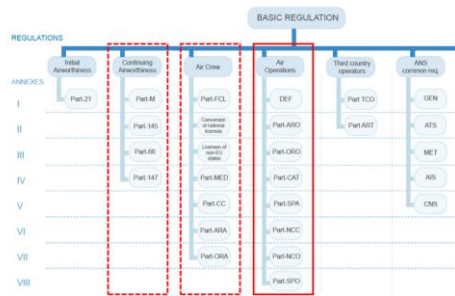 BASIC REGULATION
REGULATIONS
Initial
Airworthiness
Continuing
Airworthiness
Air Crew
Air
Operations
Third country
operators
ANS
common req.
ANNEXES
I
Part-21
Part-M
Part-FCL
DEF
Part TCO
GEN
II
Part-145
Conversion
of national
licenses
Part-ARO
Part ART
ATS
III
Part-66
Licenses of
non-EU
states
Part-ORO
MET
IV
Part-147
Part-MED
Part-CAT
AIS
V
Part-CC
Part-SPA
CNS
VI
Part-ARA
Part-NCC
VII
Part-ORA
Part-NCO
VIII
Part-SPO